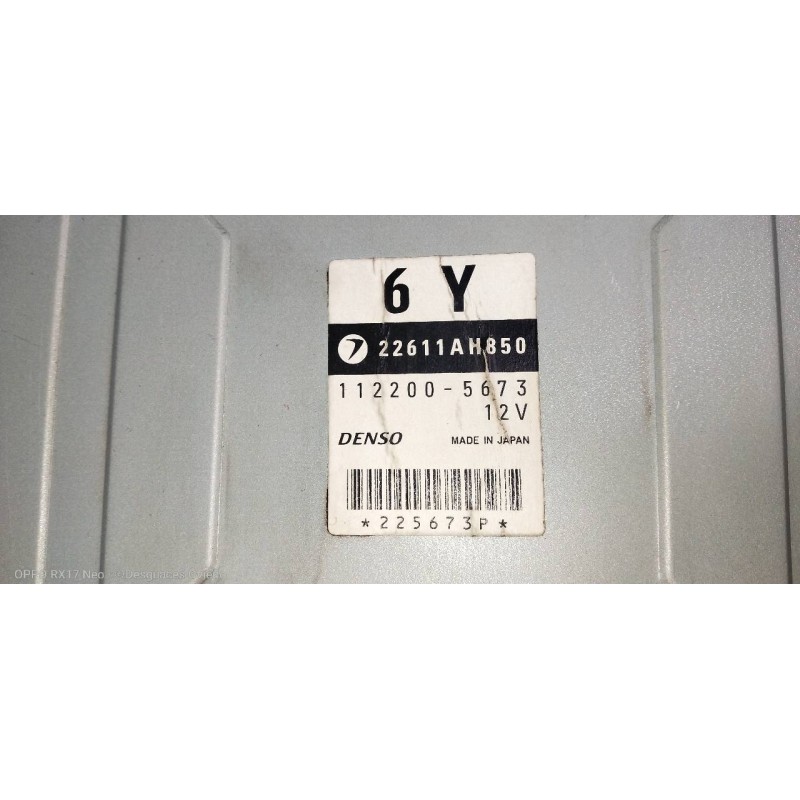 6 Y
22611AH850
112200-5673
12V
DENSO MADE IN JAPAN
*225673P*
OPPO RX17 Neo